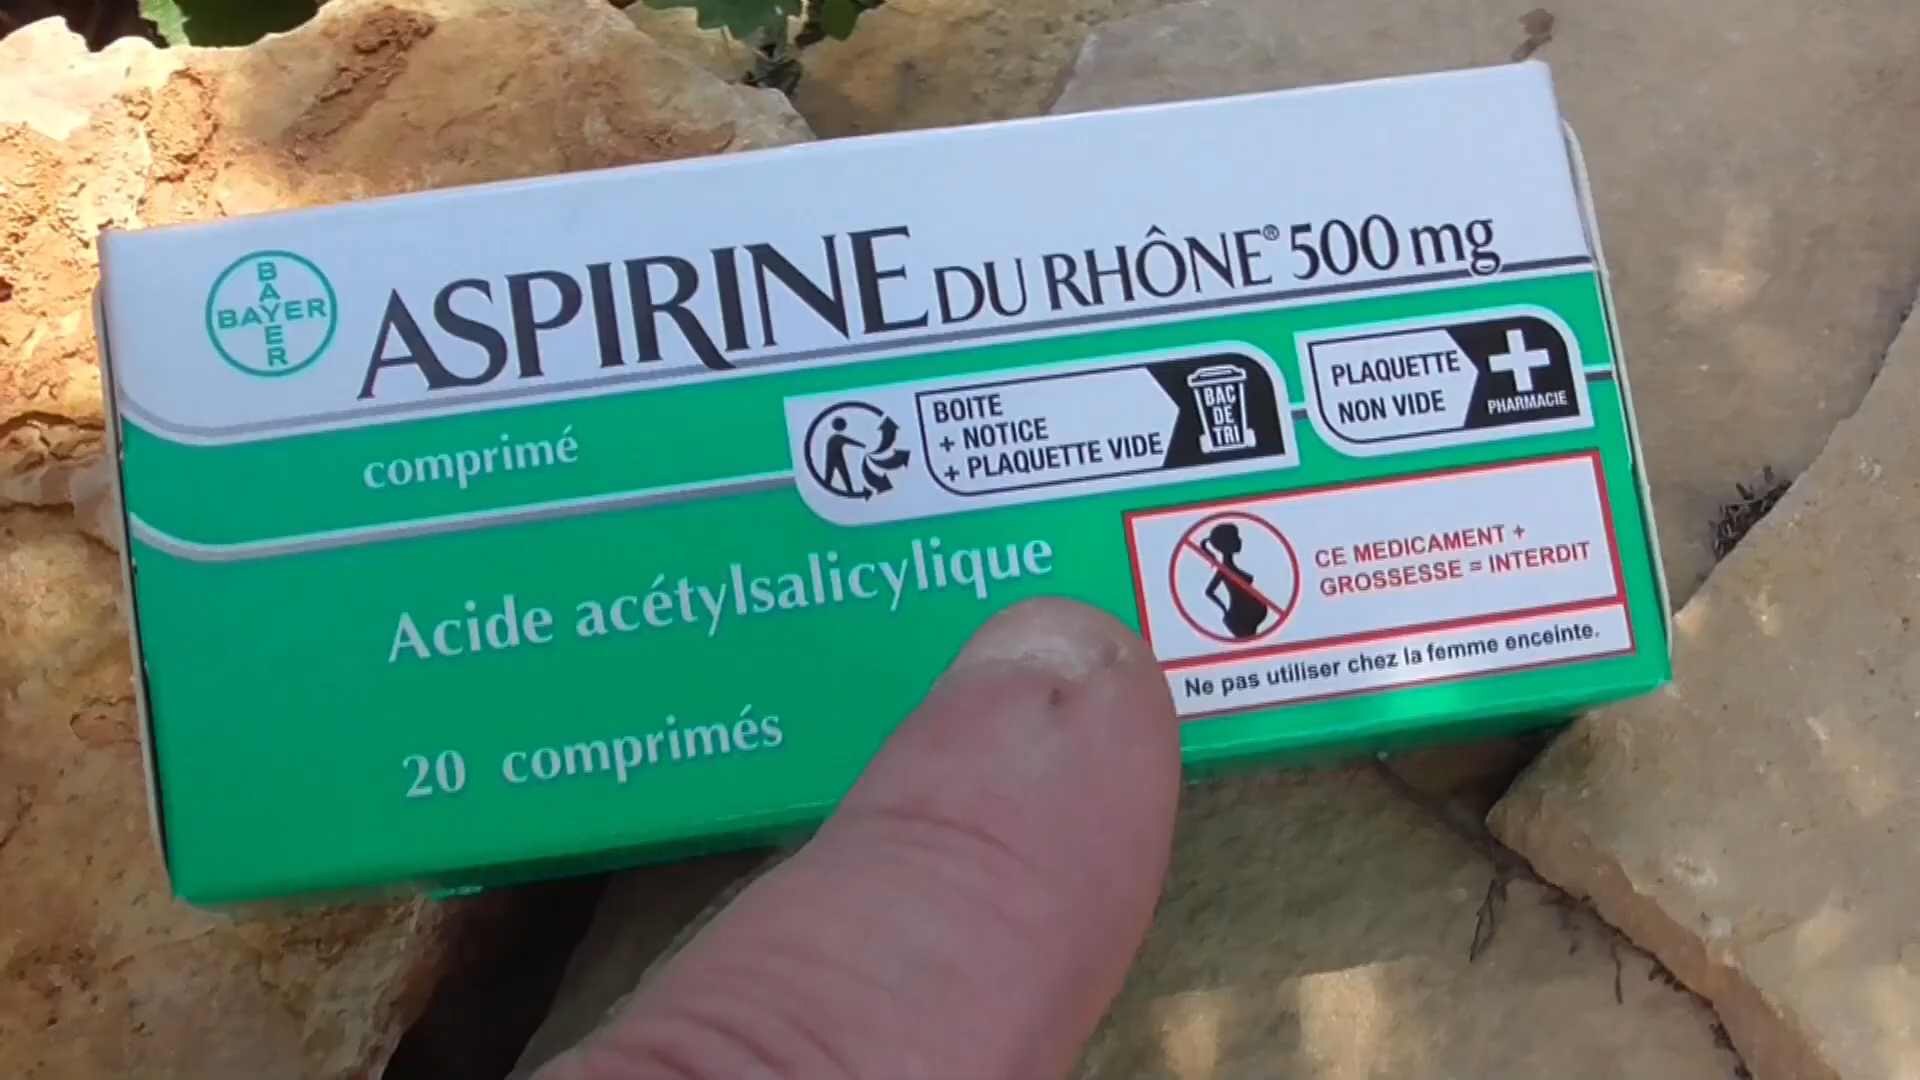 BAYER
BAYER
ASPIRINE DU RHÔNE® 500 mg
comprimé
BOITE
+ NOTICE
+ PLAQUETTE VIDE
BAC
DE
TRI
PLAQUETTE
NON VIDE
PHARMACIE
Acide acétylsalicylique
CE MEDICAMENT +
GROSSESSE = INTERDIT
Ne pas utiliser chez la femme enceinte.
20 comprimés